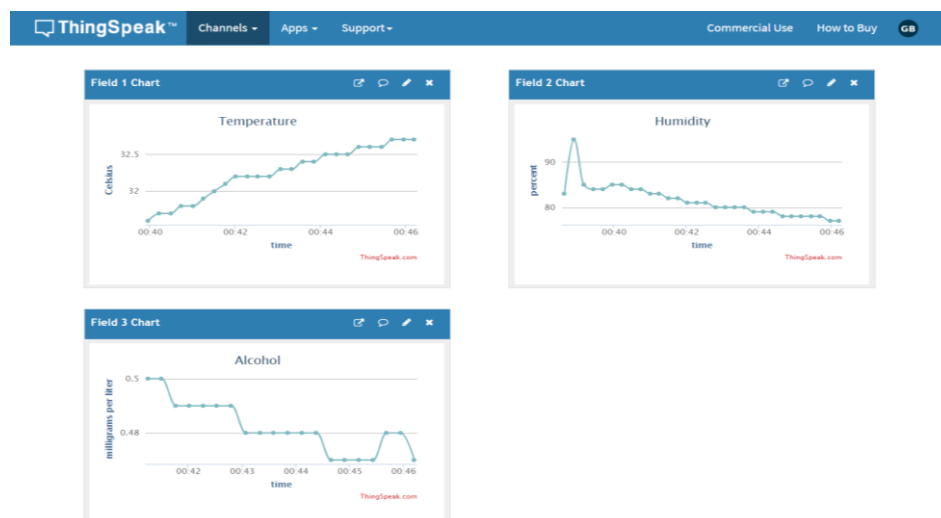 ThingSpeak™ Channels Apps Support Commercial Use How to Buy GB
Field 1 Chart
Temperature
Celsius
32.5
32
00:40 00:42 00:44 00:46
time
ThingSpeak.com
Field 2 Chart
Humidity
percent
90
80
00:40 00:42 00:44 00:46
time
ThingSpeak.com
Field 3 Chart
Alcohol
milligrams per liter
0.5
0.48
00:42 00:43 00:44 00:45 00:46
time
ThingSpeak.com